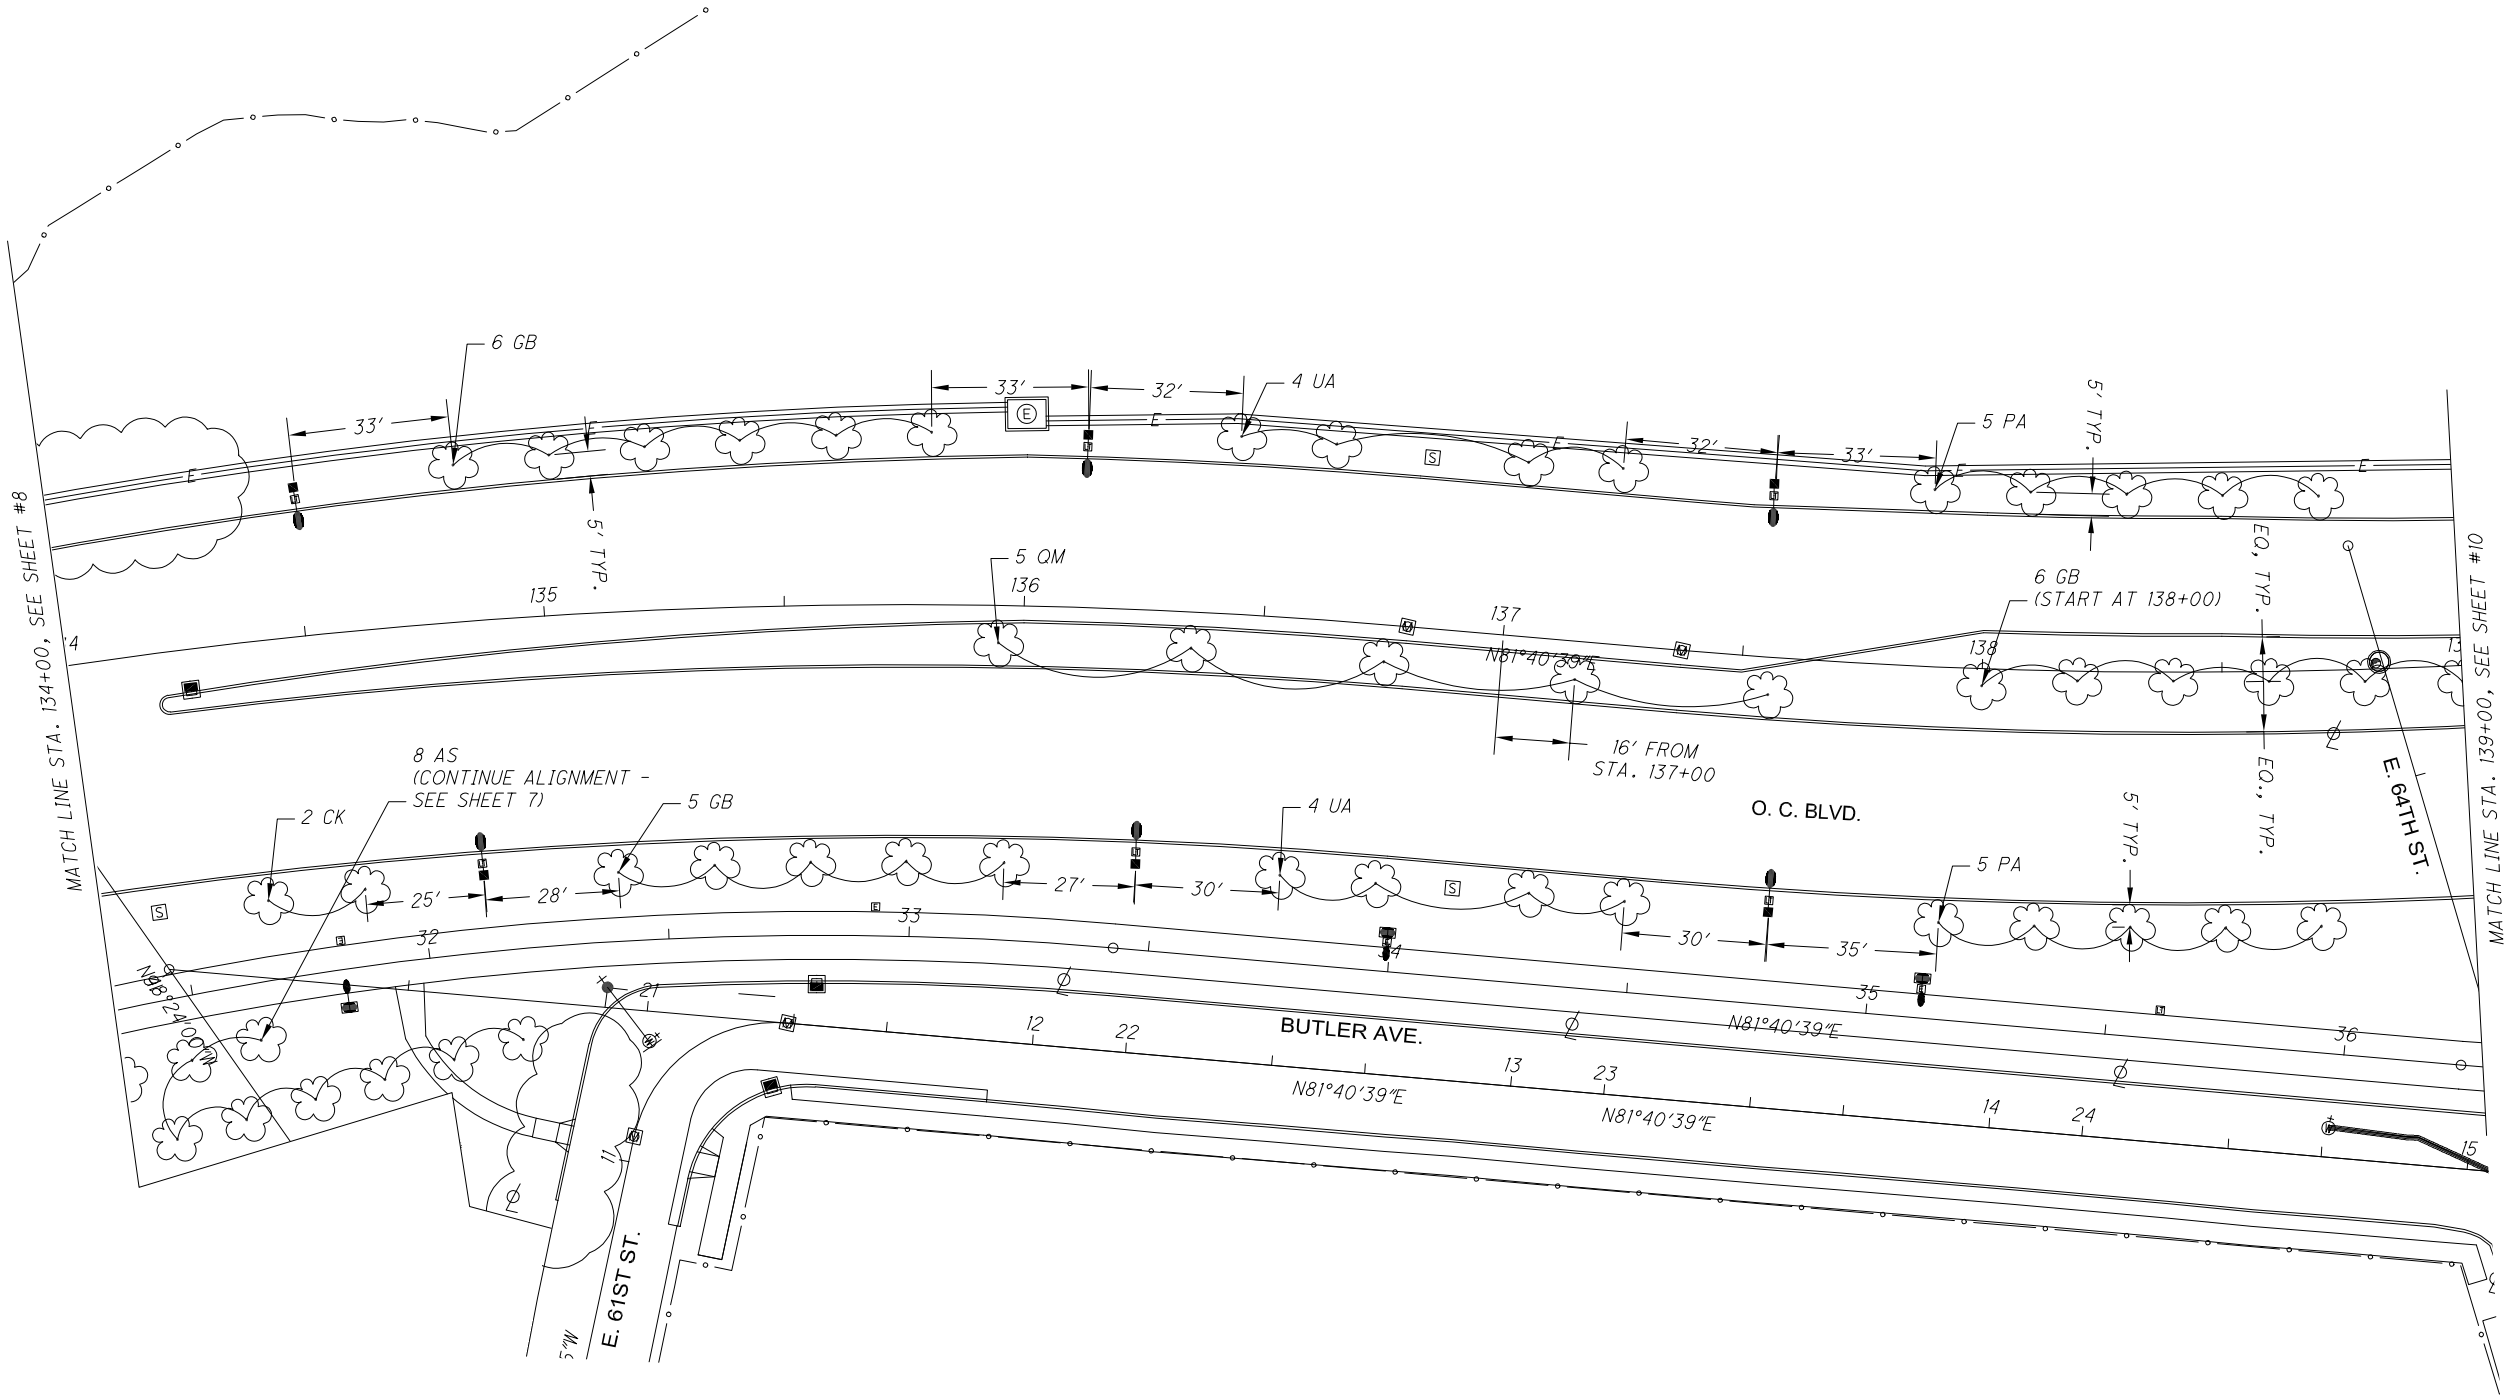 6 GB
33'
33'
32'
4 UA
32'
33'
5 PA
5' TYP.
E
E
E
E
E
E
E
E
S
5' TYP.
MATCH LINE STA. 134+00, SEE SHEET #8
5 QM
135
136
137
138
N81°40'39"E
6 GB
(START AT 138+00)
EQ, TYP.
EQ., TYP.
MATCH LINE STA. 139+00, SEE SHEET #10
16' FROM
STA. 137+00
8 AS
(CONTINUE ALIGNMENT -
SEE SHEET 7)
2 CK
5 GB
25'
28'
27'
30'
4 UA
S
S
30'
35'
5 PA
5' TYP.
O. C. BLVD.
E. 64TH ST.
32
33
34
35
36
N81°40'39"E
21
12
22
13
23
14
24
15
11
BUTLER AVE.
N81°40'39"E
N81°40'39"E
E. 61ST ST.
5"W